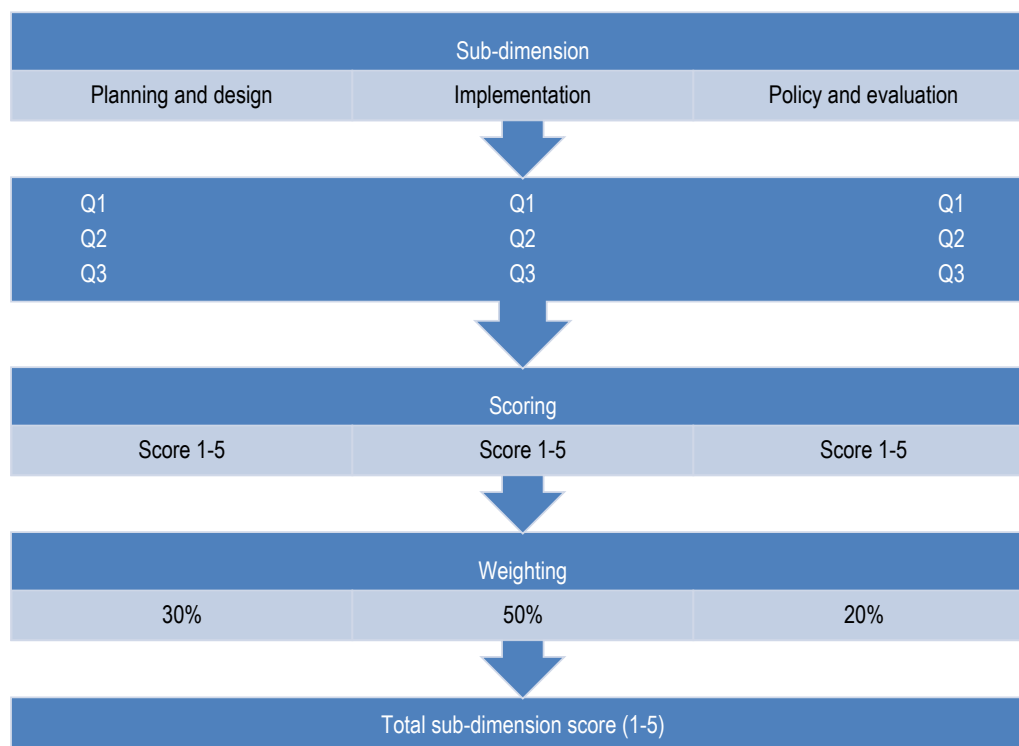 Sub-dimension
Planning and design Implementation Policy and evaluation
Q1 Q1 Q1
Q2 Q2 Q2
Q3 Q3 Q3
Scoring
Score 1-5 Score 1-5 Score 1-5
Weighting
30% 50% 20%
Total sub-dimension score (1-5)